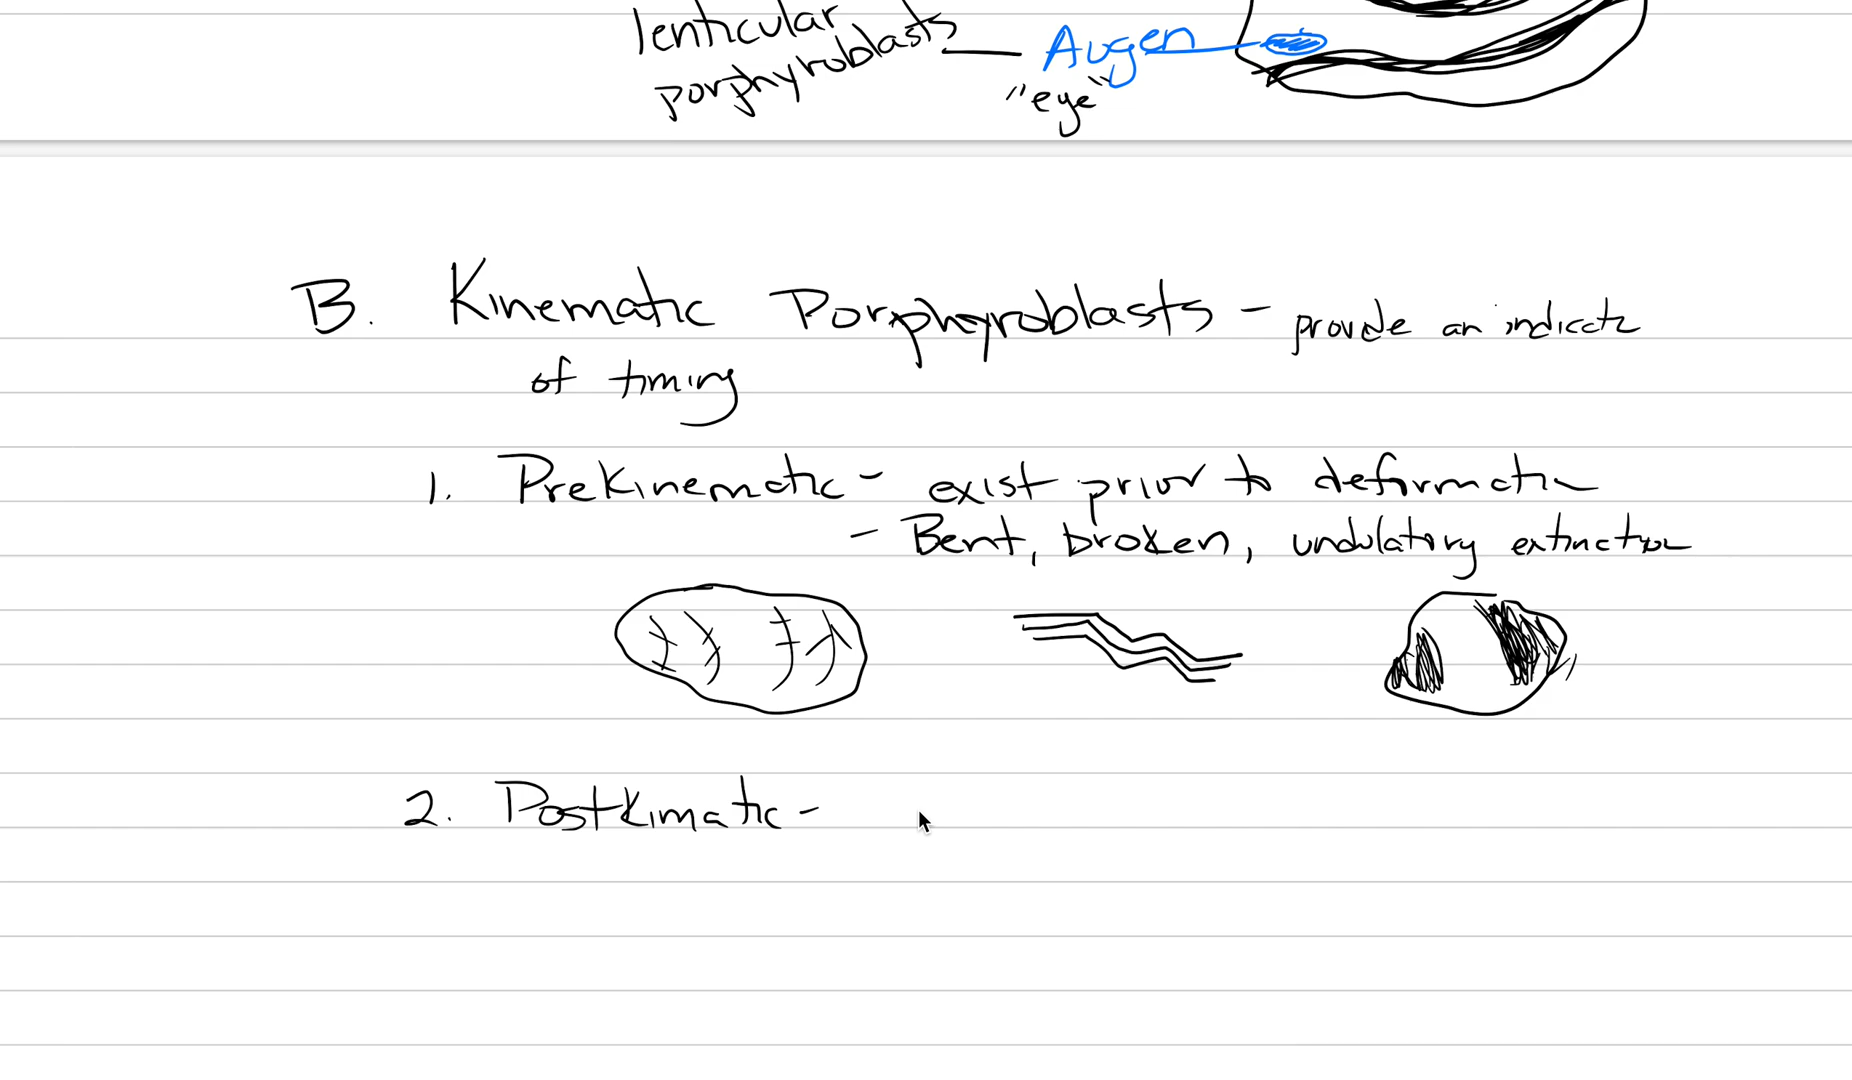 lenticular
porphyroblasts — Augen
"eye"
B. Kinematic Porphyroblasts - provide an indicate
of timing
1. Prekinematic - exist prior to deformation
- Bent, broken, undulatory extinction
2. Postkimatic -